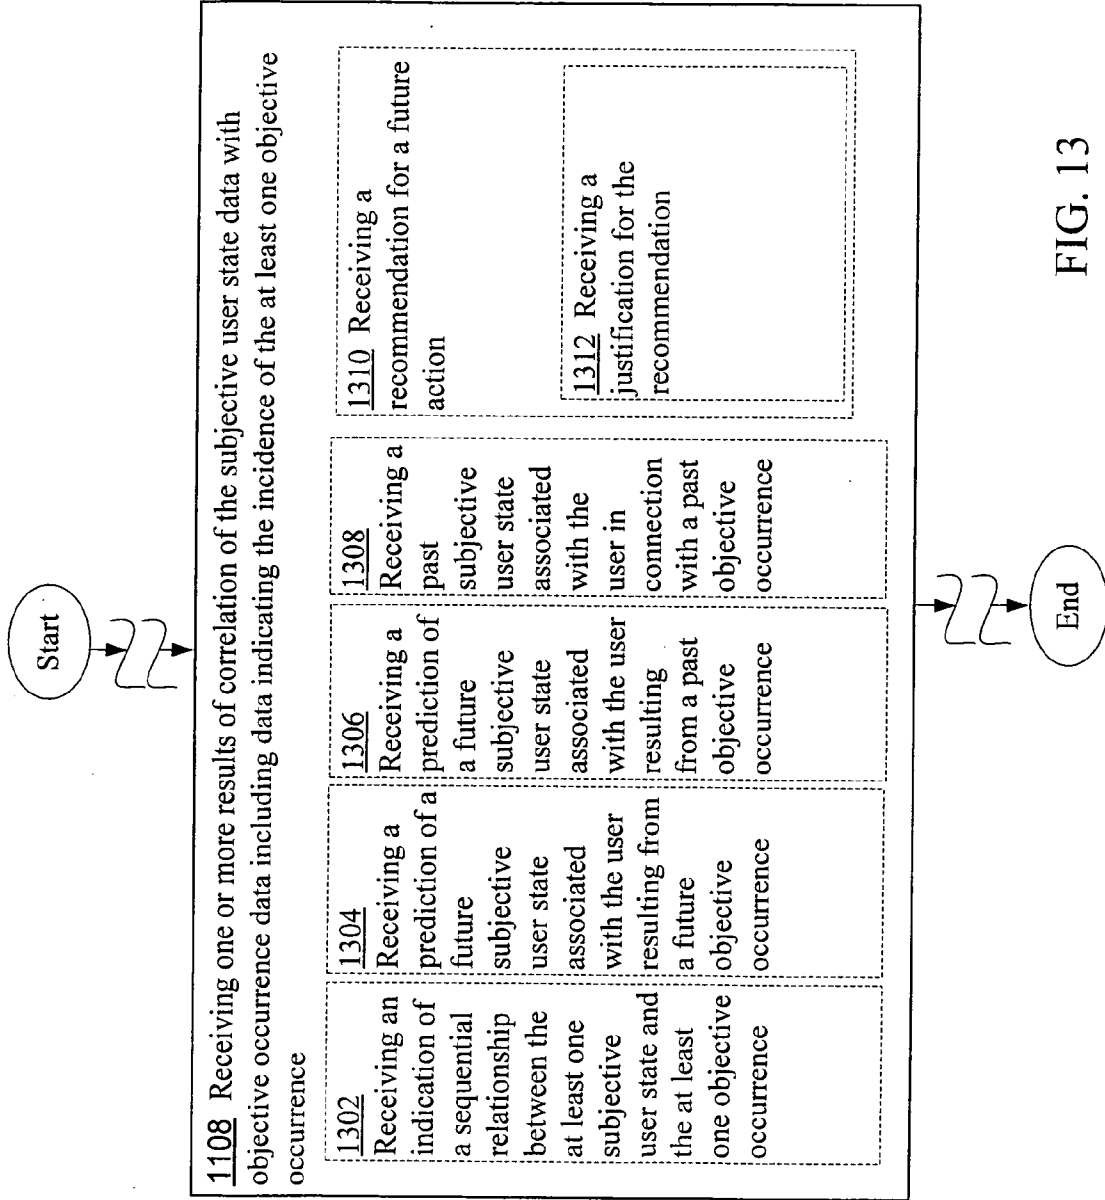 Start
1108 Receiving one or more results of correlation of the subjective user state data with
objective occurrence data including data indicating the incidence of the at least one objective
occurrence
1302
Receiving an
indication of
a sequential
relationship
between the
at least one
subjective
user state and
the at least
one objective
occurrence
1304
Receiving a
prediction of a
future
subjective
user state
associated
with the user
resulting from
a future
objective
occurrence
1306
Receiving a
prediction of
a future
subjective
user state
associated
with the user
resulting
from a past
objective
occurrence
1308
Receiving a
past
subjective
user state
associated
with the
user in
connection
with a past
objective
occurrence
1310 Receiving a
recommendation for a future
action
1312 Receiving a
justification for the
recommendation
End
FIG. 13